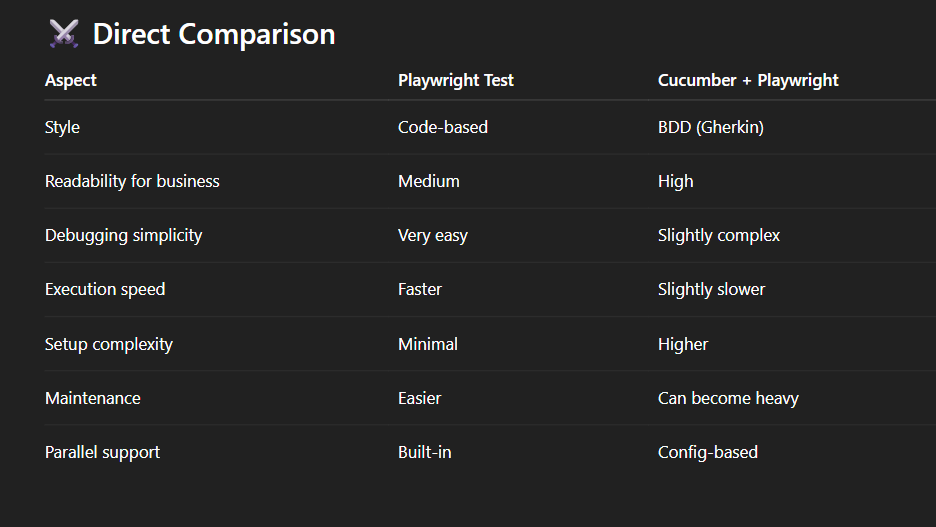 Direct Comparison
Aspect Playwright Test Cucumber + Playwright
Style Code-based BDD (Gherkin)
Readability for business Medium High
Debugging simplicity Very easy Slightly complex
Execution speed Faster Slightly slower
Setup complexity Minimal Higher
Maintenance Easier Can become heavy
Parallel support Built-in Config-based